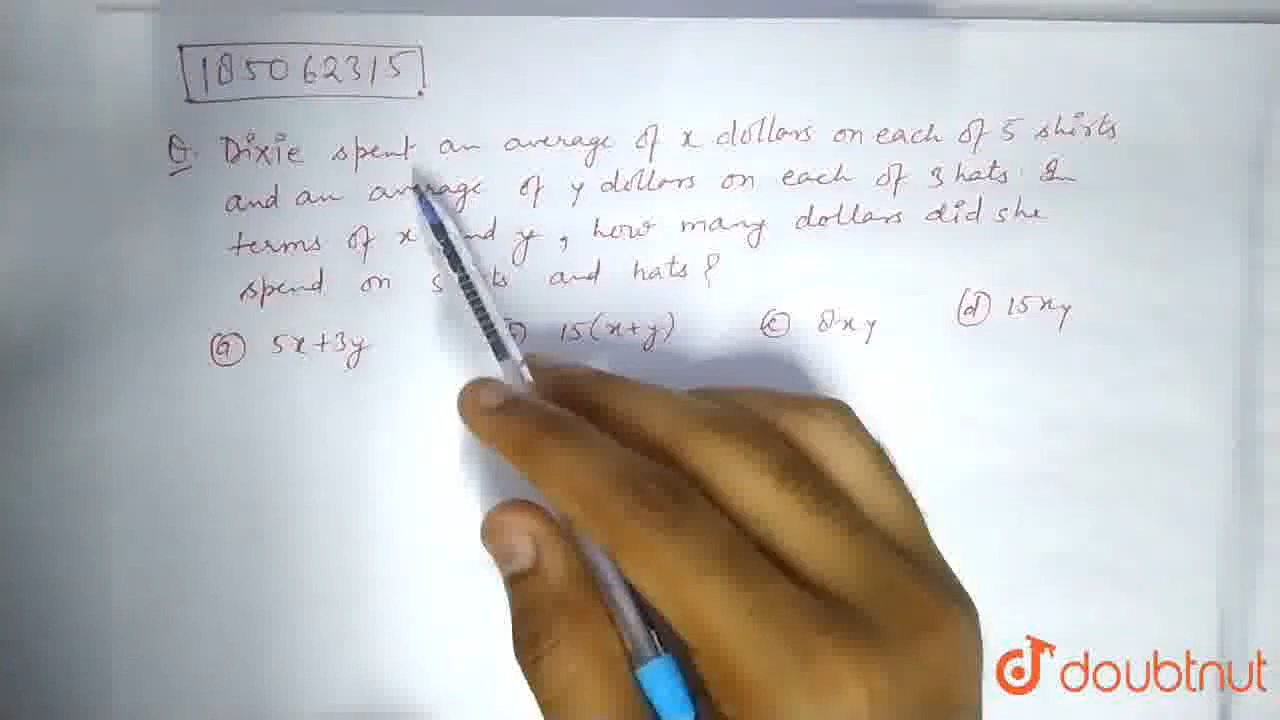 185062315
Q. Dixie spent an average of x dollars on each of 5 shirts
and an average of y dollars on each of 3 hats. In
terms of x and y, how many dollars did she
spend on and hats?
(a) 5x+3y 15(x+y) (c) 8xy (d) 15xy
doubtnut